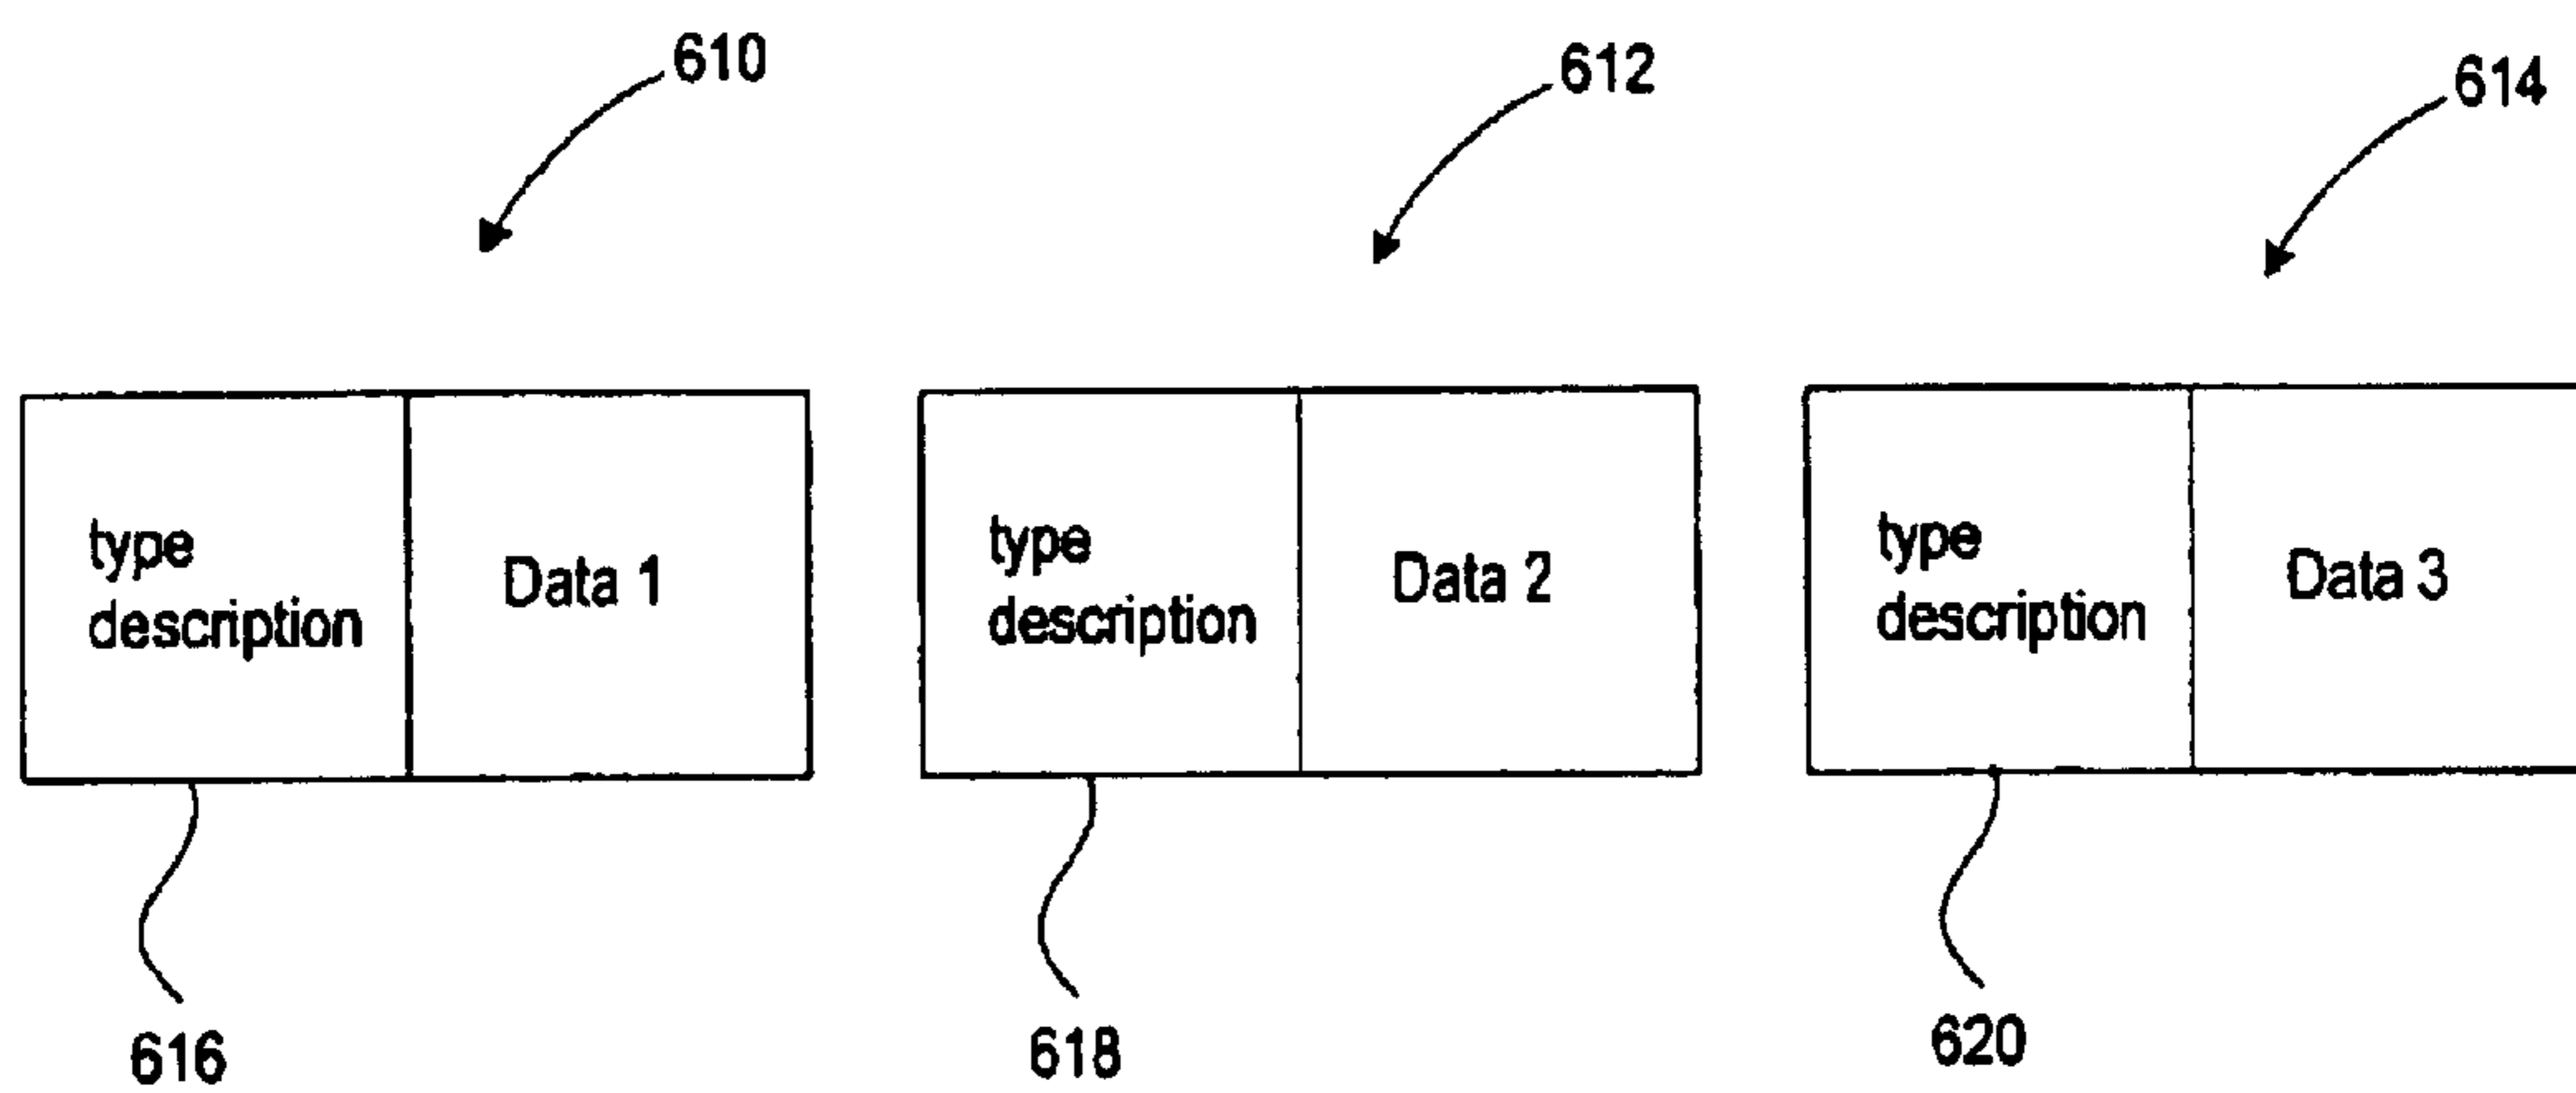 610
612
614
type
description
Data 1
type
description
Data 2
type
description
Data 3
616
618
620